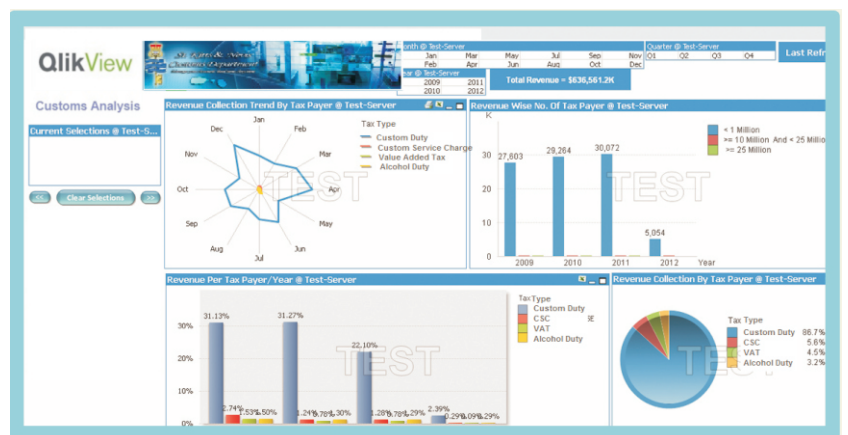 QlikView
Customs Department
Month @ Test-Server
Jan Mar May Jul Sep Nov
Feb Apr Jun Aug Oct Dec
Year @ Test-Server
2009 2011
2010 2012
Quarter @ Test-Server
Q1 Q2 Q3 Q4
Last Refr
Total Revenue = $636,561.2K
Customs Analysis
Current Selections @ Test-S...
<< Clear Selections >>
Revenue Collection Trend By Tax Payer @ Test-Server
Jan
Feb
Mar
Apr
May
Jun
Jul
Aug
Sep
Oct
Nov
Dec
Tax Type
Custom Duty
Custom Service Charge
Value Added Tax
Alcohol Duty
TEST
Revenue Wise No. Of Tax Payer @ Test-Server
K
30
20
10
0
27,803
29,264
30,072
5,054
2009 2010 2011 2012 Year
< 1 Million
>= 10 Million And < 25 Millio
>= 25 Million
TEST
Revenue Per Tax Payer/Year @ Test-Server
30%
20%
10%
0%
31.13%
2.74% 1.53% 1.50%
31.27%
1.24% 0.78% 1.30%
22,10%
1.28% 0.78% 1.29%
2.39%
0.29% 0.09% 0.29%
TaxType
Custom Duty
CSC
VAT
Alcohol Duty
TEST
Revenue Collection By Tax Payer @ Test-Server
Tax Type
Custom Duty 86.7%
CSC 5.6%
VAT 4.5%
Alcohol Duty 3.2%
TEST